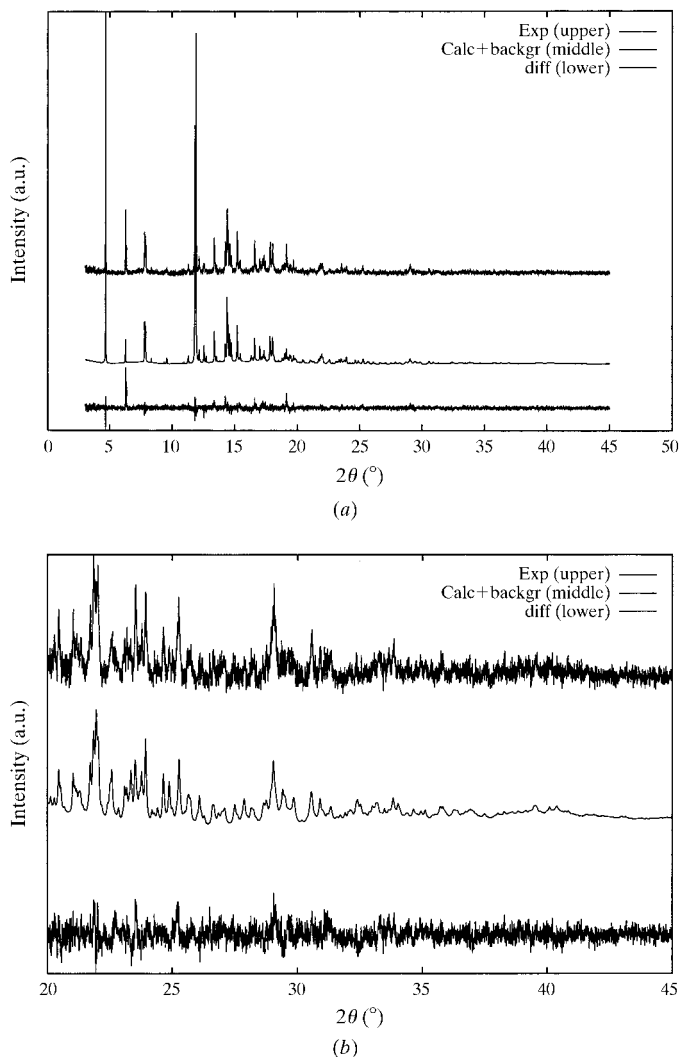 Exp (upper)
Calc+backgr (middle)
diff (lower)
Intensity (a.u.)
0 5 10 15 20 25 30 35 40 45 50
2θ (°)
(a)
Exp (upper)
Calc+backgr (middle)
diff (lower)
Intensity (a.u.)
20 25 30 35 40 45
2θ (°)
(b)